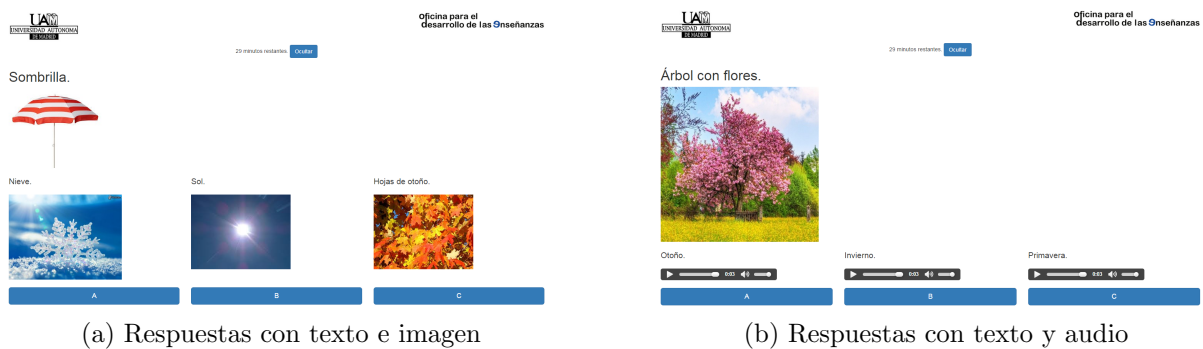 UAM
UNIVERSIDAD AUTONOMA
DE MADRID
Oficina para el
desarrollo de las Enseñanzas
29 minutos restantes. Ocultar
Sombrilla.
Nieve. Sol. Hojas de otoño.
A B C
(a) Respuestas con texto e imagen
UAM
UNIVERSIDAD AUTONOMA
DE MADRID
Oficina para el
desarrollo de las Enseñanzas
29 minutos restantes. Ocultar
Árbol con flores.
Otoño. Invierno. Primavera.
0:03 0:03 0:03
A B C
(b) Respuestas con texto y audio